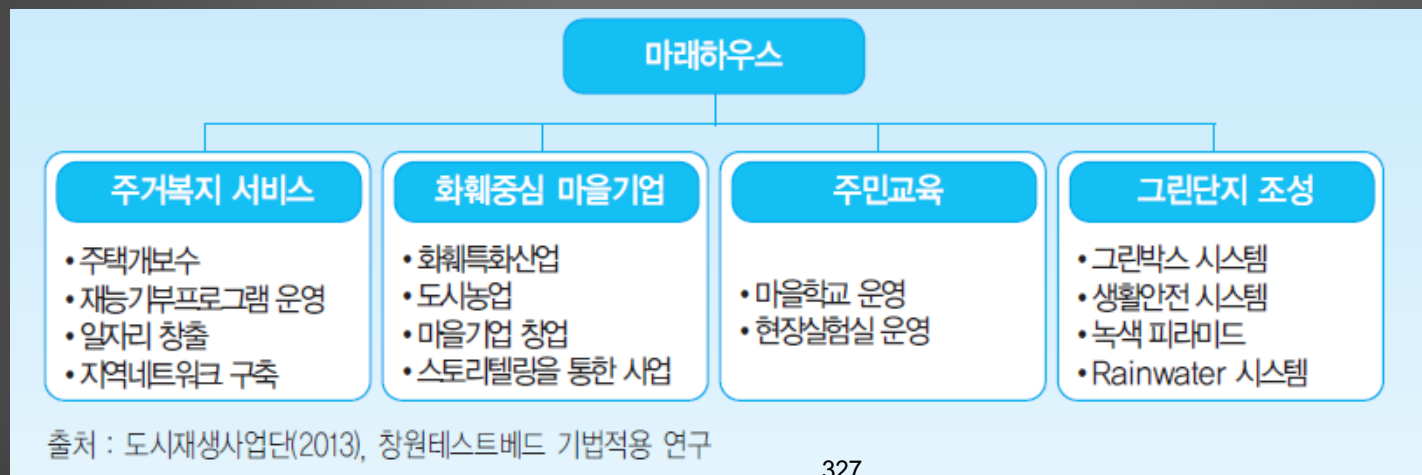 마래하우스
주거복지 서비스
• 주택개보수
• 재능기부프로그램 운영
• 일자리 창출
• 지역네트워크 구축
화훼중심 마을기업
• 화훼특화산업
• 도시농업
• 마을기업 창업
• 스토리텔링을 통한 사업
주민교육
• 마을학교 운영
• 현장실험실 운영
그린단지 조성
• 그린박스 시스템
• 생활안전 시스템
• 녹색 피라미드
• Rainwater 시스템
출처 : 도시재생사업단(2013), 창원테스트베드 기법적용 연구
327